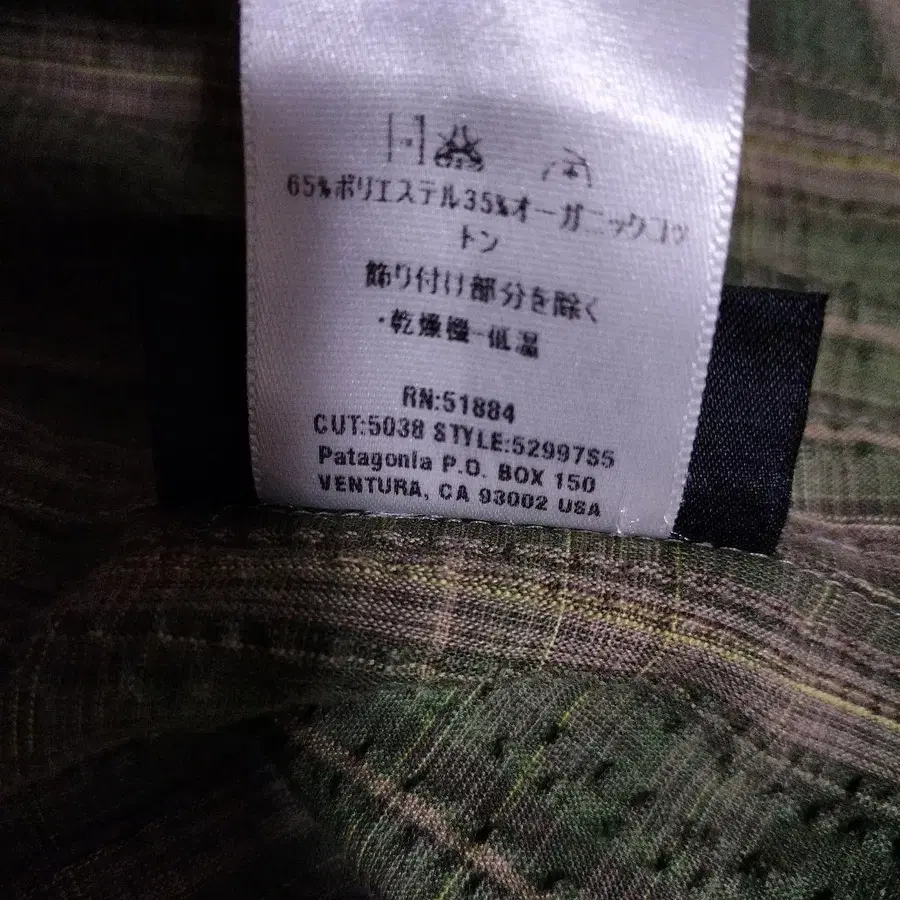 65%ポリエステル35%オーガニックコッ
トン
飾り付け部分を除く
・乾燥機-低温
RN:51884
CUT:5038 STYLE:52997S5
Patagonia P.O. BOX 150
VENTURA, CA 93002 USA